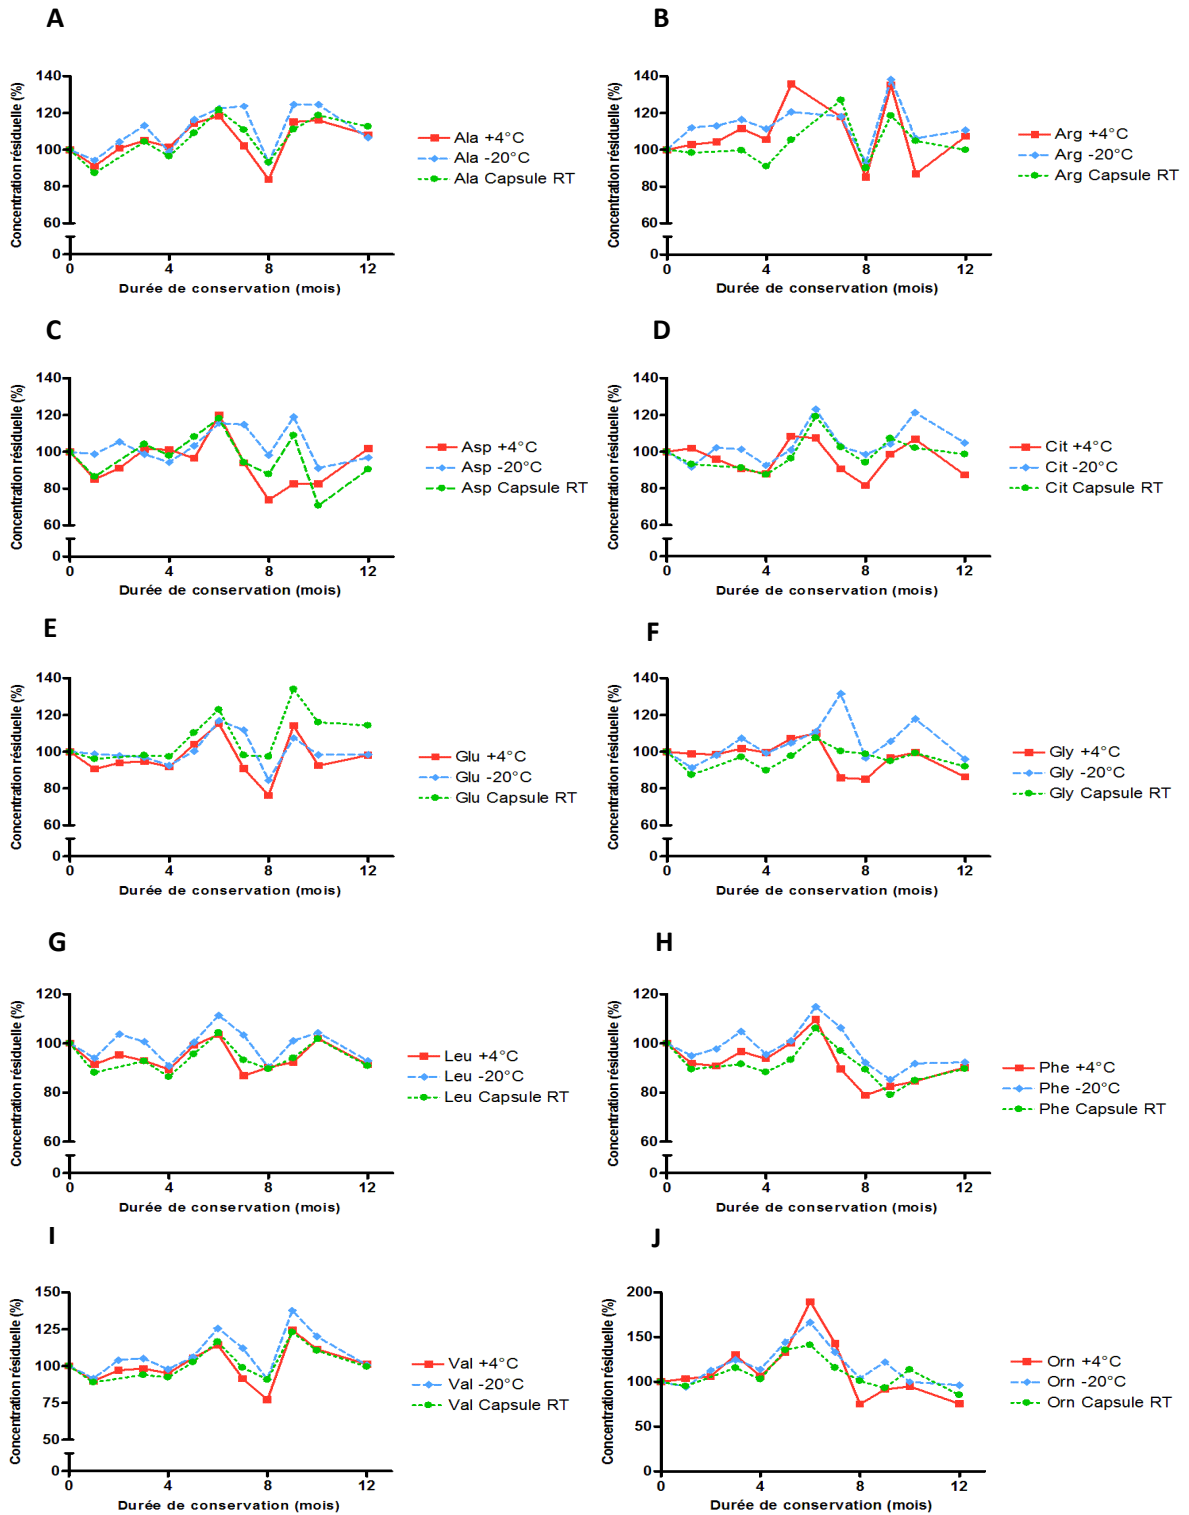 A
Concentration résiduelle (%)
140
120
100
80
60
0
0 4 8 12
Durée de conservation (mois)
Ala +4°C
Ala -20°C
Ala Capsule RT
B
Concentration résiduelle (%)
140
120
100
80
60
0
0 4 8 12
Durée de conservation (mois)
Arg +4°C
Arg -20°C
Arg Capsule RT
C
Concentration résiduelle (%)
140
120
100
80
60
0
0 4 8 12
Durée de conservation (mois)
Asp +4°C
Asp -20°C
Asp Capsule RT
D
Concentration résiduelle (%)
140
120
100
80
60
0
0 4 8 12
Durée de conservation (mois)
Cit +4°C
Cit -20°C
Cit Capsule RT
E
Concentration résiduelle (%)
140
120
100
80
60
0
0 4 8 12
Durée de conservation (mois)
Glu +4°C
Glu -20°C
Glu Capsule RT
F
Concentration résiduelle (%)
140
120
100
80
60
0
0 4 8 12
Durée de conservation (mois)
Gly +4°C
Gly -20°C
Gly Capsule RT
G
Concentration résiduelle (%)
120
100
80
60
0
0 4 8 12
Durée de conservation (mois)
Leu +4°C
Leu -20°C
Leu Capsule RT
H
Concentration résiduelle (%)
120
100
80
60
0
0 4 8 12
Durée de conservation (mois)
Phe +4°C
Phe -20°C
Phe Capsule RT
I
Concentration résiduelle (%)
150
125
100
75
50
0
0 4 8 12
Durée de conservation (mois)
Val +4°C
Val -20°C
Val Capsule RT
J
Concentration résiduelle (%)
200
150
100
50
0
0 4 8 12
Durée de conservation (mois)
Orn +4°C
Orn -20°C
Orn Capsule RT